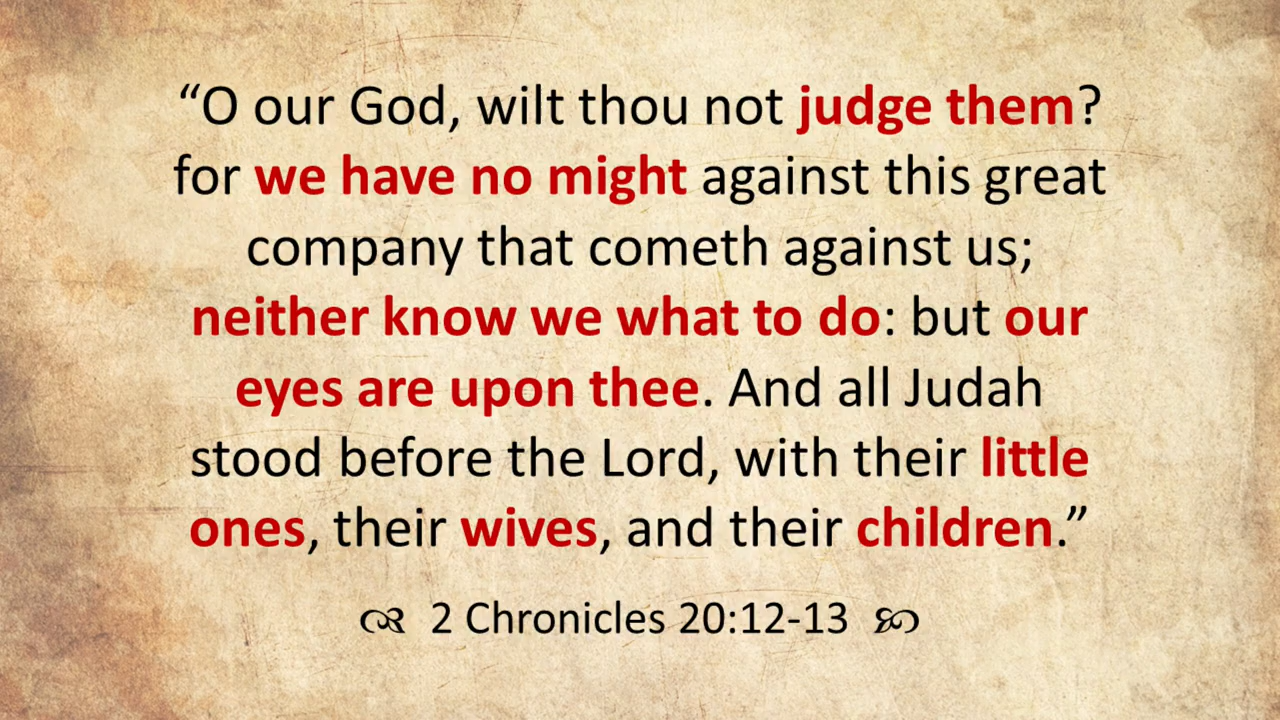 “O our God, wilt thou not judge them?
for we have no might against this great
company that cometh against us;
neither know we what to do: but our
eyes are upon thee. And all Judah
stood before the Lord, with their little
ones, their wives, and their children.”
2 Chronicles 20:12-13